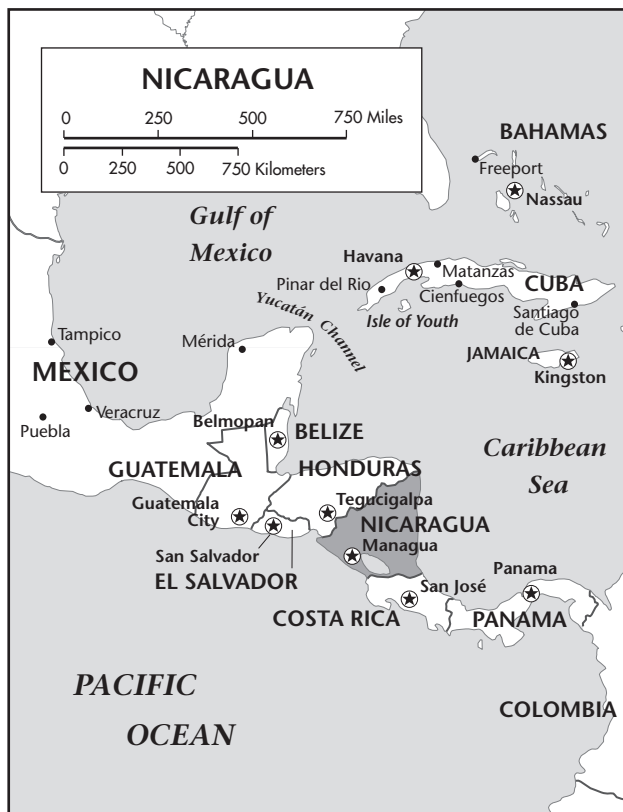 NICARAGUA
0 250 500 750 Miles
0 250 500 750 Kilometers
BAHAMAS
Freeport
Nassau
Gulf of
Mexico
Havana
Matanzas
Pinar del Rio
Cienfuegos
CUBA
Isle of Youth
Santiago
de Cuba
Yucatán Channel
Tampico
Mérida
JAMAICA
Kingston
MEXICO
Veracruz
Puebla
Belmopan
BELIZE
Caribbean
Sea
GUATEMALA
HONDURAS
Guatemala
City
Tegucigalpa
NICARAGUA
Managua
San Salvador
EL SALVADOR
San José
Panama
COSTA RICA
PANAMA
PACIFIC
OCEAN
COLOMBIA